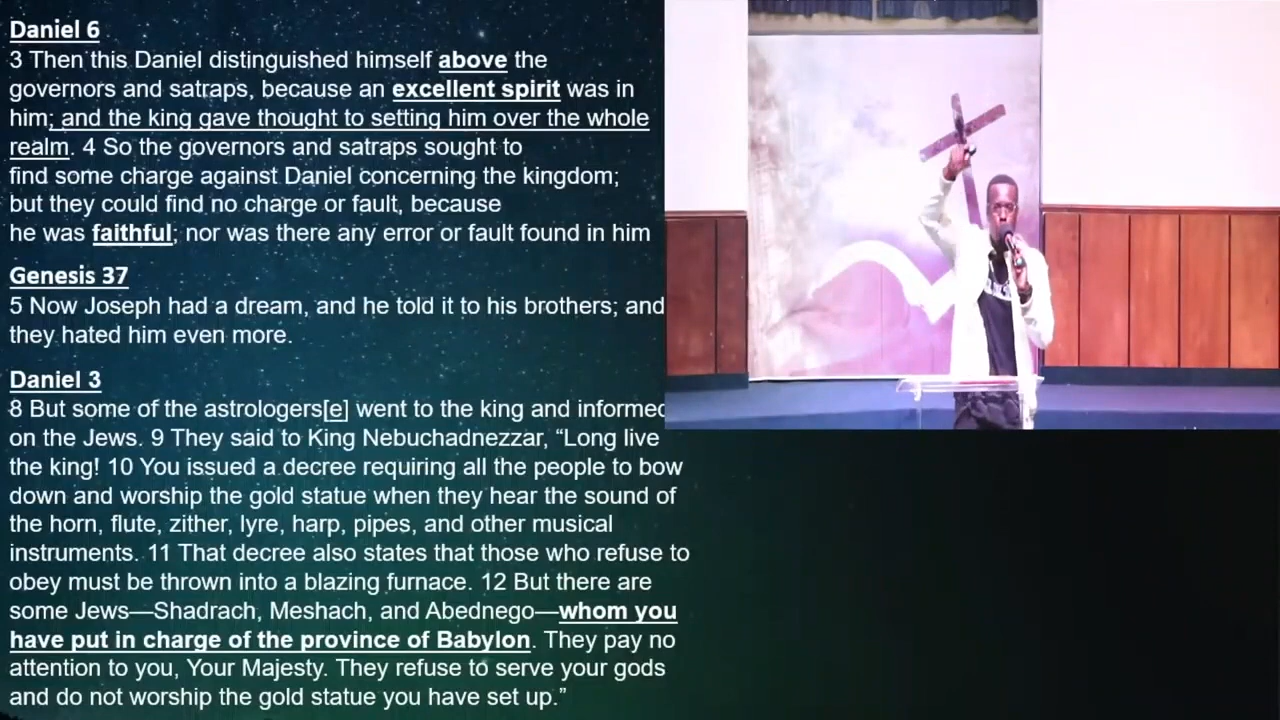 Daniel 6
3 Then this Daniel distinguished himself above the
governors and satraps, because an excellent spirit was in
him; and the king gave thought to setting him over the whole
realm. 4 So the governors and satraps sought to
find some charge against Daniel concerning the kingdom;
but they could find no charge or fault, because
he was faithful; nor was there any error or fault found in him
Genesis 37
5 Now Joseph had a dream, and he told it to his brothers; and
they hated him even more.
Daniel 3
8 But some of the astrologers[e] went to the king and informed
on the Jews. 9 They said to King Nebuchadnezzar, “Long live
the king! 10 You issued a decree requiring all the people to bow
down and worship the gold statue when they hear the sound of
the horn, flute, zither, lyre, harp, pipes, and other musical
instruments. 11 That decree also states that those who refuse to
obey must be thrown into a blazing furnace. 12 But there are
some Jews—Shadrach, Meshach, and Abednego—whom you
have put in charge of the province of Babylon. They pay no
attention to you, Your Majesty. They refuse to serve your gods
and do not worship the gold statue you have set up.”